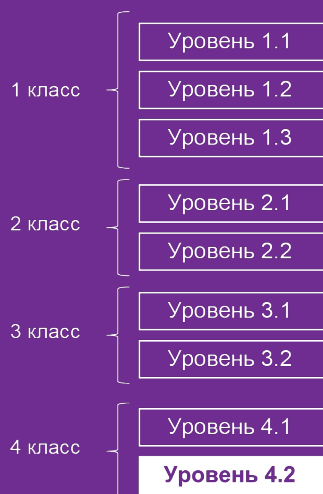 1 класс
Уровень 1.1
Уровень 1.2
Уровень 1.3
2 класс
Уровень 2.1
Уровень 2.2
3 класс
Уровень 3.1
Уровень 3.2
4 класс
Уровень 4.1
Уровень 4.2